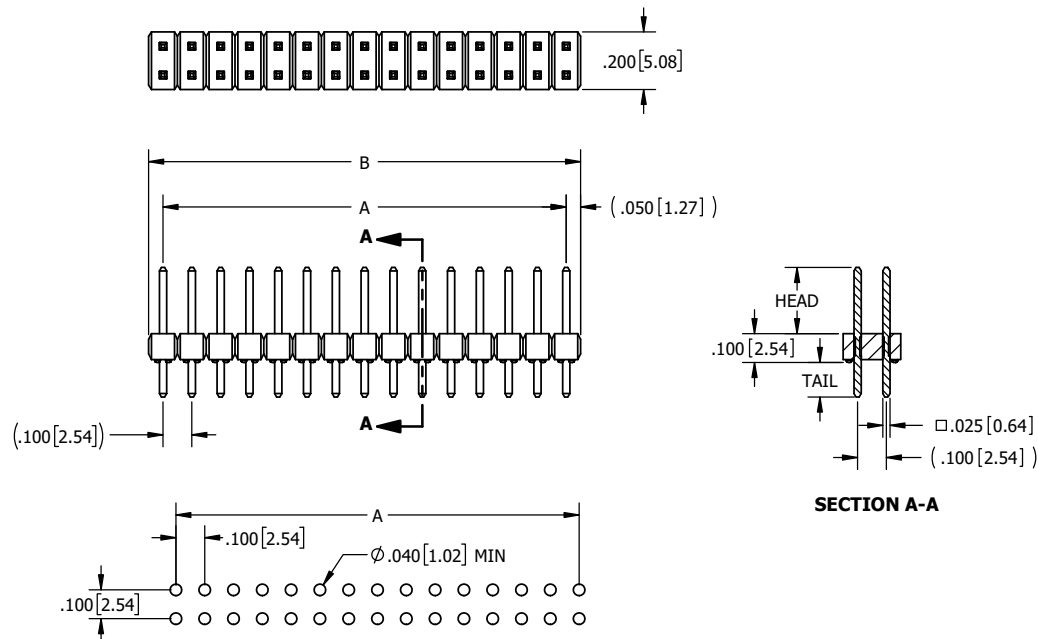 .200[5.08]
B
A
( .050[1.27] )
A
HEAD
.100[2.54]
TAIL
A
(.100[2.54])
□.025[0.64]
( .100[2.54] )
SECTION A-A
A
.100[2.54]
Ø.040[1.02] MIN
.100[2.54]